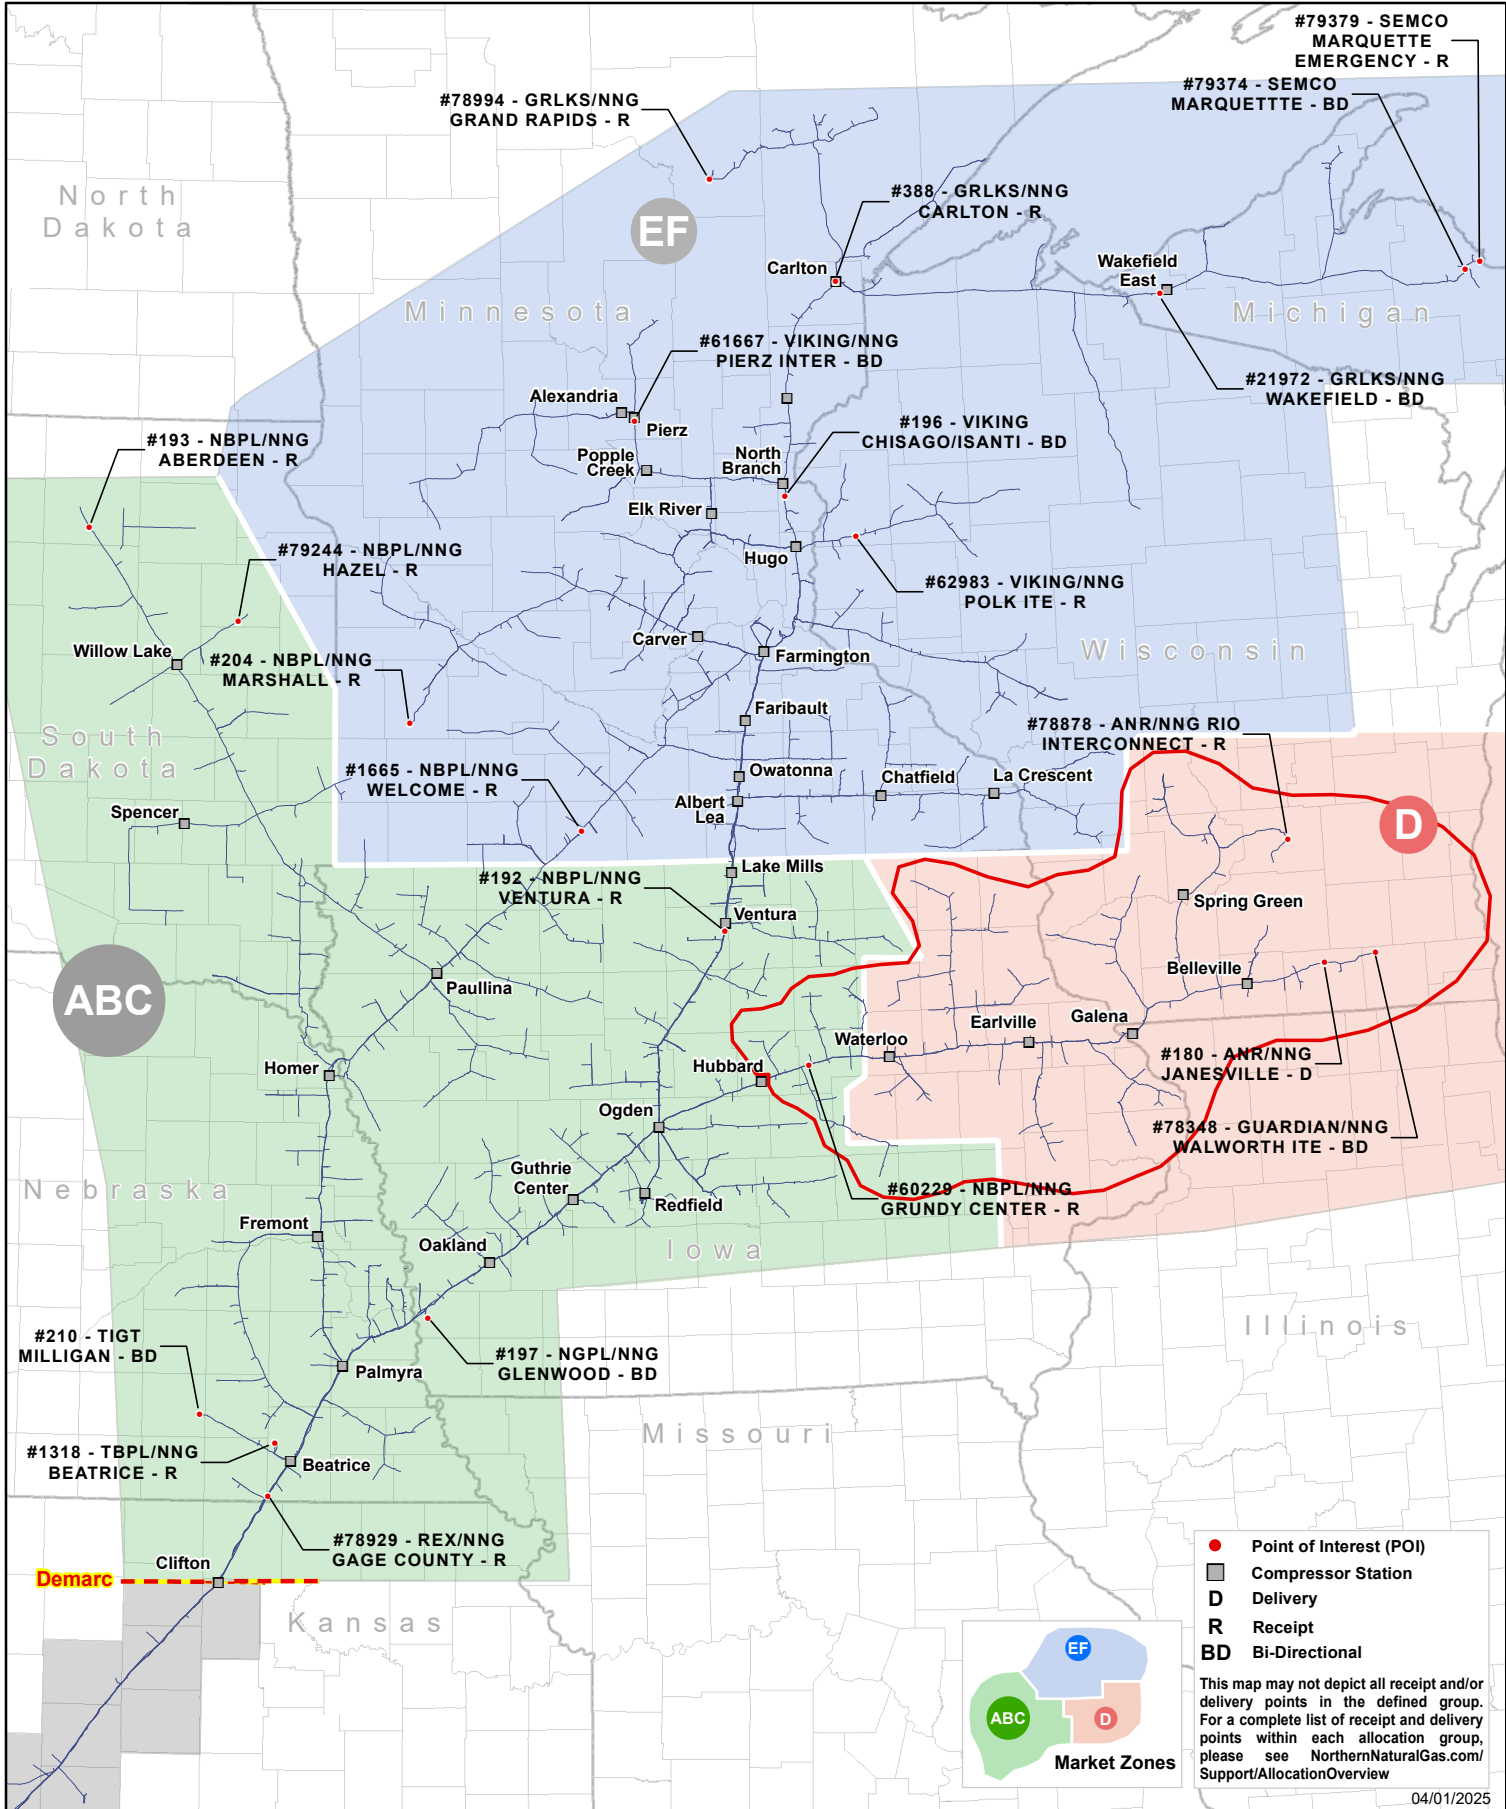 #79379 - SEMCO
MARQUETTE
EMERGENCY - R
#79374 - SEMCO
MARQUETTTE - BD
#78994 - GRLKS/NNG
GRAND RAPIDS - R
North
Dakota
#388 - GRLKS/NNG
CARLTON - R
EF
Carlton
Wakefield
East
Minnesota
Michigan
#61667 - VIKING/NNG
PIERZ INTER - BD
#21972 - GRLKS/NNG
WAKEFIELD - BD
Alexandria
Pierz
#196 - VIKING
CHISAGO/ISANTI - BD
#193 - NBPL/NNG
ABERDEEN - R
Popple
Creek
North
Branch
Elk River
#79244 - NBPL/NNG
HAZEL - R
Hugo
#62983 - VIKING/NNG
POLK ITE - R
Carver
Willow Lake
Farmington
Wisconsin
#204 - NBPL/NNG
MARSHALL - R
Faribault
#78878 - ANR/NNG RIO
INTERCONNECT - R
South
Dakota
#1665 - NBPL/NNG
WELCOME - R
Owatonna
Chatfield
La Crescent
Albert
Lea
Spencer
D
Lake Mills
#192 - NBPL/NNG
VENTURA - R
Spring Green
Ventura
Belleville
ABC
Paullina
Earlville
Galena
Waterloo
Hubbard
Homer
#180 - ANR/NNG
JANESVILLE - D
Ogden
#78348 - GUARDIAN/NNG
WALWORTH ITE - BD
Guthrie
Center
Nebraska
Redfield
#60229 - NBPL/NNG
GRUNDY CENTER - R
Fremont
Oakland
Iowa
Illinois
#210 - TIGT
MILLIGAN - BD
#197 - NGPL/NNG
GLENWOOD - BD
Palmyra
Missouri
#1318 - TBPL/NNG
BEATRICE - R
Beatrice
#78929 - REX/NNG
GAGE COUNTY - R
Clifton
Demarc
Kansas
Point of Interest (POI)
Compressor Station
D Delivery
R Receipt
BD Bi-Directional
This map may not depict all receipt and/or
delivery points in the defined group.
For a complete list of receipt and delivery
points within each allocation group,
please see NorthernNaturalGas.com/
Support/AllocationOverview
EF
ABC
D
Market Zones
04/01/2025